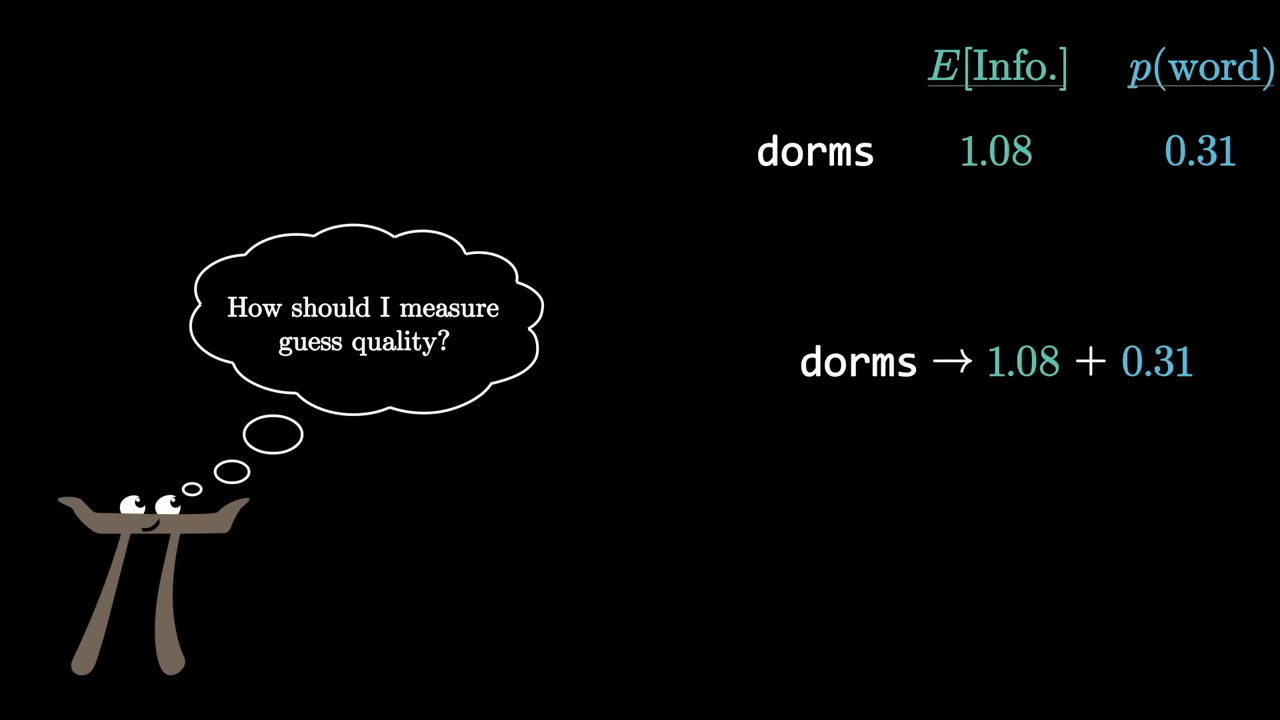 E[Info.] p(word)
dorms 1.08 0.31
How should I measure
guess quality?
dorms → 1.08 + 0.31